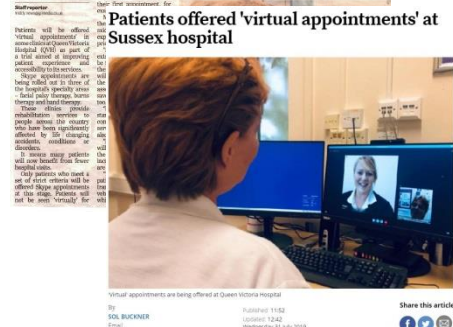 Staff reporter
their first appointment for
Patients offered 'virtual appointments' at
Sussex hospital
Patients will be offered
'virtual appointments' in
some clinics at Queen Victoria
Hospital (QVH) as part of
a trial aimed at improving
patient experience and
accessibility to its services.
Skype appointments are
being rolled out in three of
the hospital's specialty areas
– facial palsy therapy, burns
therapy and hand therapy.
These clinics provide
rehabilitation services to
people across the country
who have been significantly
affected by life changing
accidents, conditions or
disorders.
It means many patients
will now benefit from fewer
hospital visits.
Only patients who meet a
set of strict criteria will be
offered Skype appointments
at this stage. Patients will
not be seen 'virtually' for
'Virtual' appointments are being offered at Queen Victoria Hospital
By
SOL BUCKNER
Email
Published: 11:52
Updated: 12:42
Wednesday 31 July 2019
Share this article